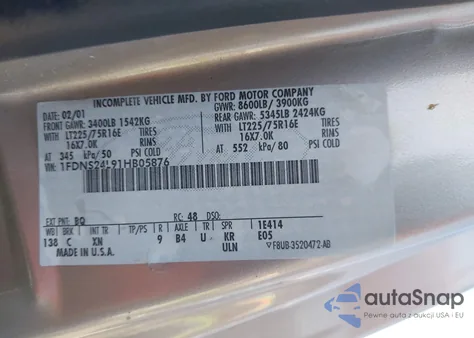 INCOMPLETE VEHICLE MFD. BY FORD MOTOR COMPANY
02/01 GVWR: 8600LB/ 3900KG
FRONT GAWR: 3400LB 1542KG REAR GAWR: 5345LB 2424KG
WITH LT225/75R16E TIRES WITH LT225/75R16E TIRES
16X7.0K RIMS 16X7.0K RIMS
AT 345 kPa/50 PSI COLD AT 552 kPa/80 PSI COLD
1FDNS24L91HB05876
EXT PNT: BQ RC: 48 DSO:
WB BRK INT TR TP/PS R AXLE TR SPR 1E414
138 C XN 9 B4 U KR E05
MADE IN U.S.A. ULN F8UB-3520472-AB
autoSnap
Pewne auta z aukcji USA i EU